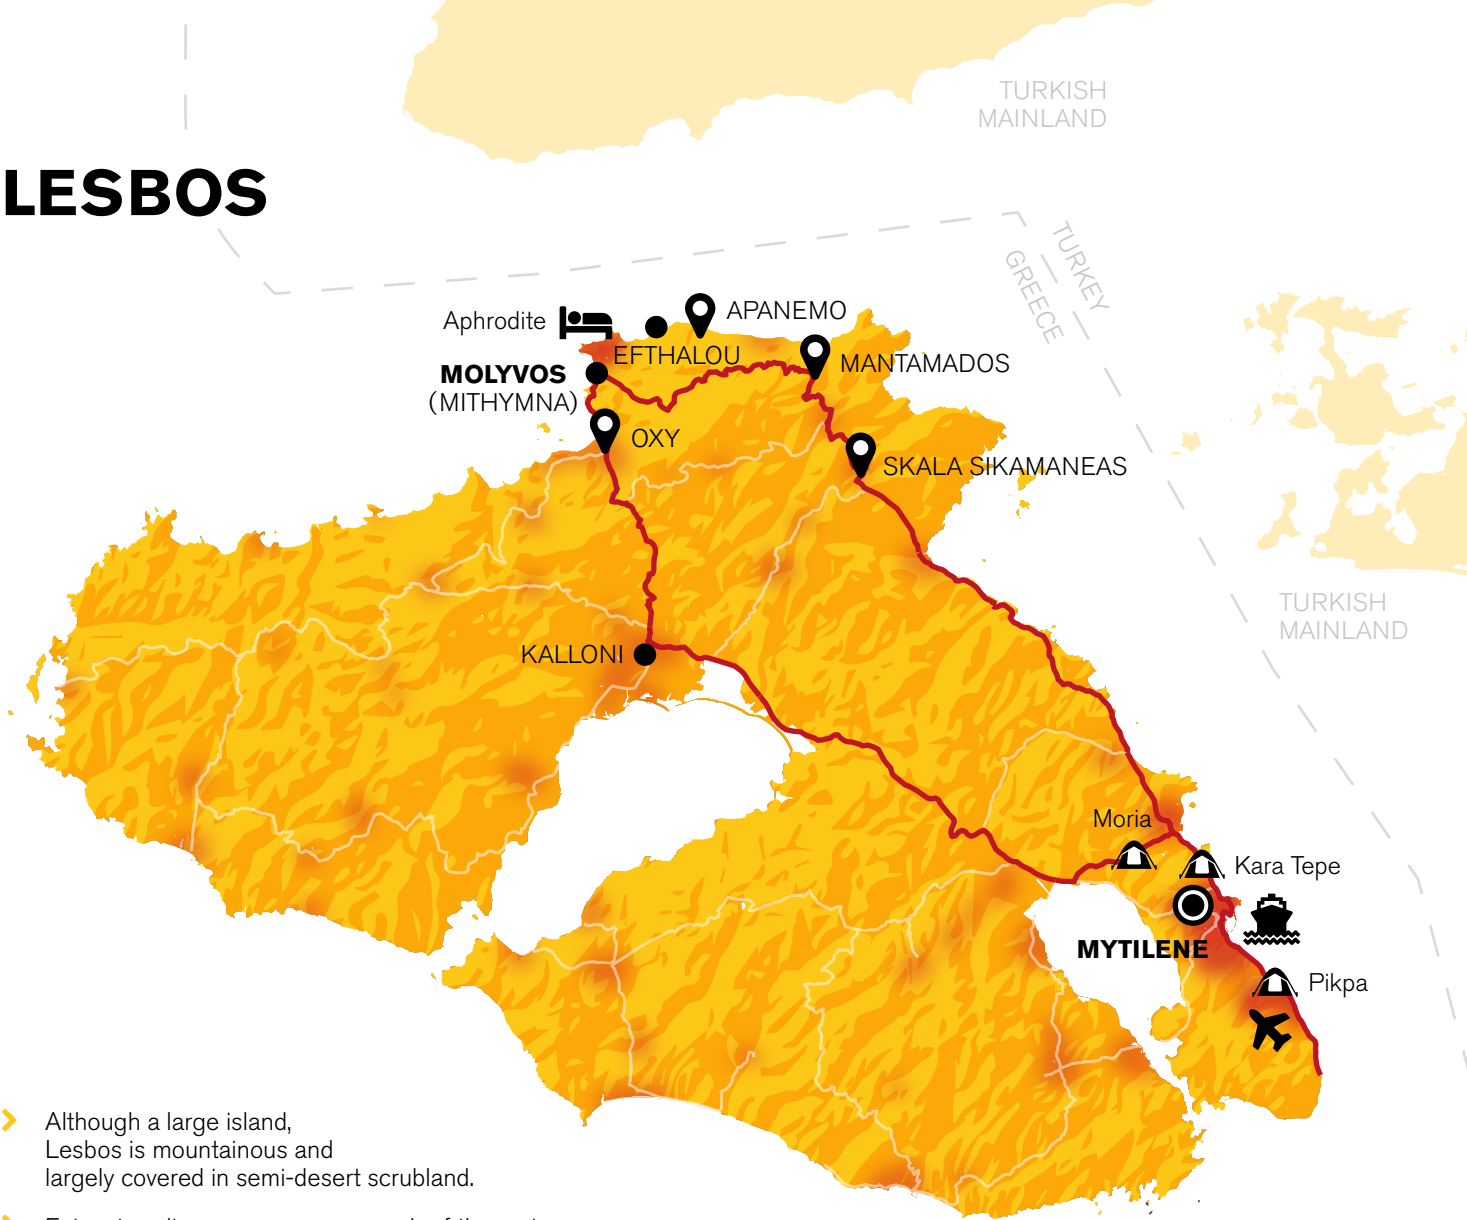 TURKISH
MAINLAND
LESBOS
TURKEY
GREECE
Aphrodite
APANEMO
EFTHALOU
MANTAMADOS
MOLYVOS
(MITHYMNA)
OXY
SKALA SIKAMANEAS
TURKISH
MAINLAND
KALLONI
Moria
Kara Tepe
MYTILENE
Pikpa
Although a large island,
Lesbos is mountainous and
largely covered in semi-desert scrubland.